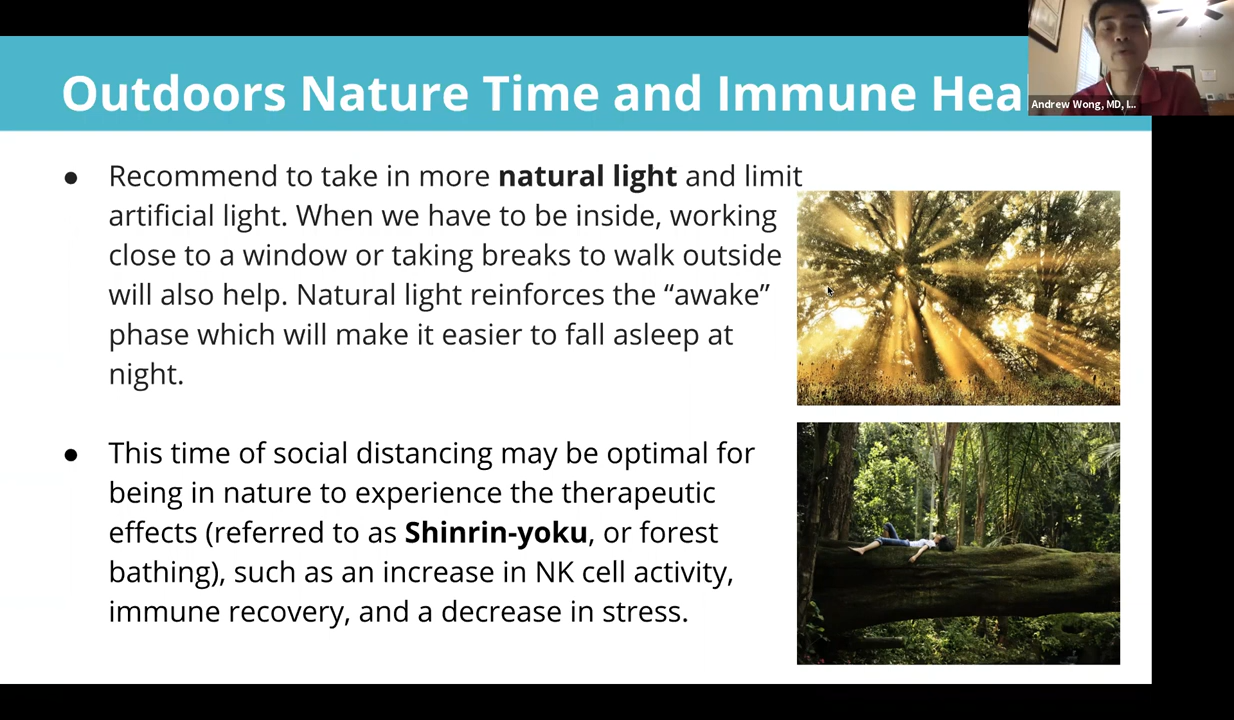 Outdoors Nature Time and Immune Hea
Andrew Wong, MD, L..
● Recommend to take in more natural light and limit
artificial light. When we have to be inside, working
close to a window or taking breaks to walk outside
will also help. Natural light reinforces the “awake”
phase which will make it easier to fall asleep at
night.
● This time of social distancing may be optimal for
being in nature to experience the therapeutic
effects (referred to as Shinrin-yoku, or forest
bathing), such as an increase in NK cell activity,
immune recovery, and a decrease in stress.